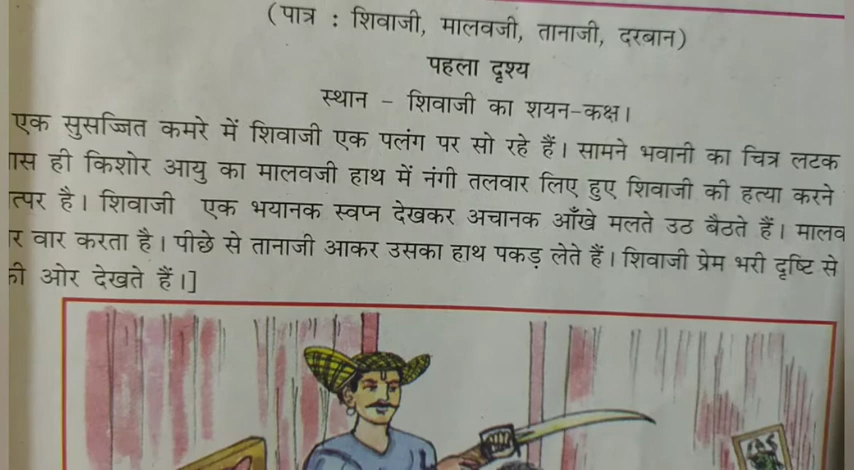 (पात्र : शिवाजी, मालवजी, तानाजी, दरबान)
पहला दृश्य
स्थान - शिवाजी का शयन-कक्ष।
एक सुसज्जित कमरे में शिवाजी एक पलंग पर सो रहे हैं। सामने भवानी का चित्र लटक
ास ही किशोर आयु का मालवजी हाथ में नंगी तलवार लिए हुए शिवाजी की हत्या करने
त्पर है। शिवाजी एक भयानक स्वप्न देखकर अचानक आँखे मलते उठ बैठते हैं। मालव
र वार करता है। पीछे से तानाजी आकर उसका हाथ पकड़ लेते हैं। शिवाजी प्रेम भरी दृष्टि से
की ओर देखते हैं।]